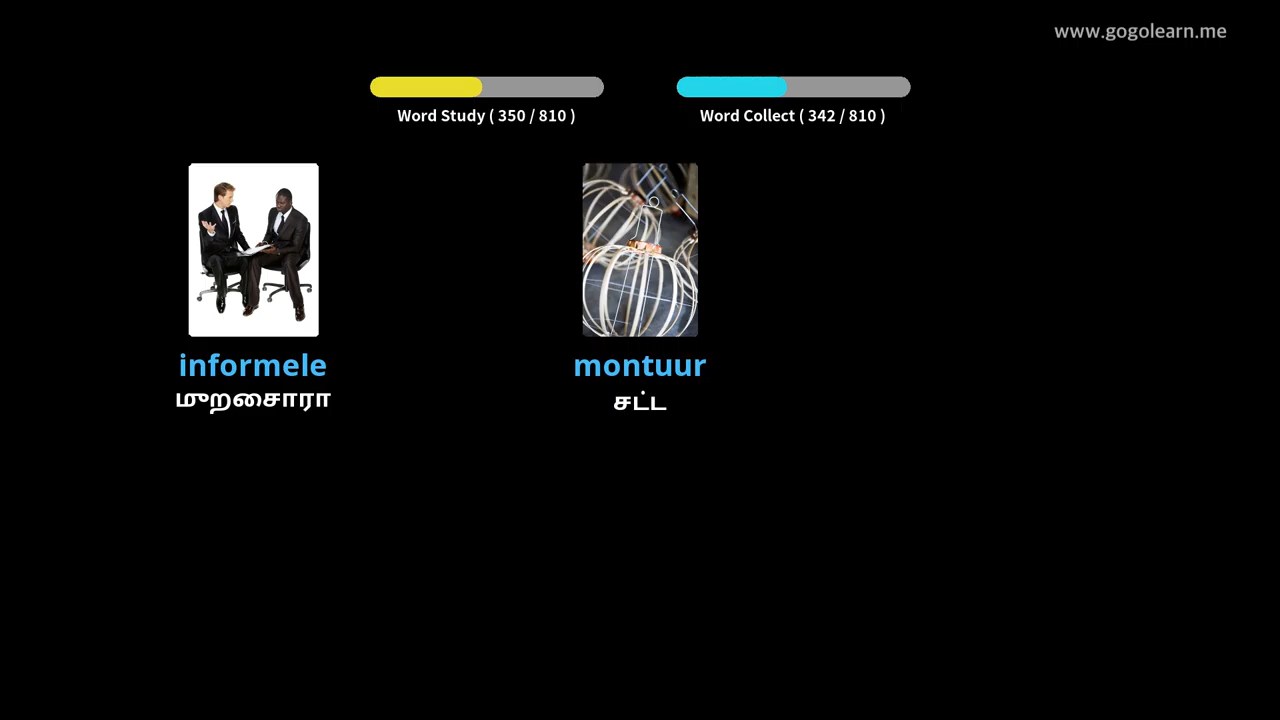 www.gogolearn.me
Word Study ( 350 / 810 )
Word Collect ( 342 / 810 )
informele
முறைசாரா
montuur
சட்ட